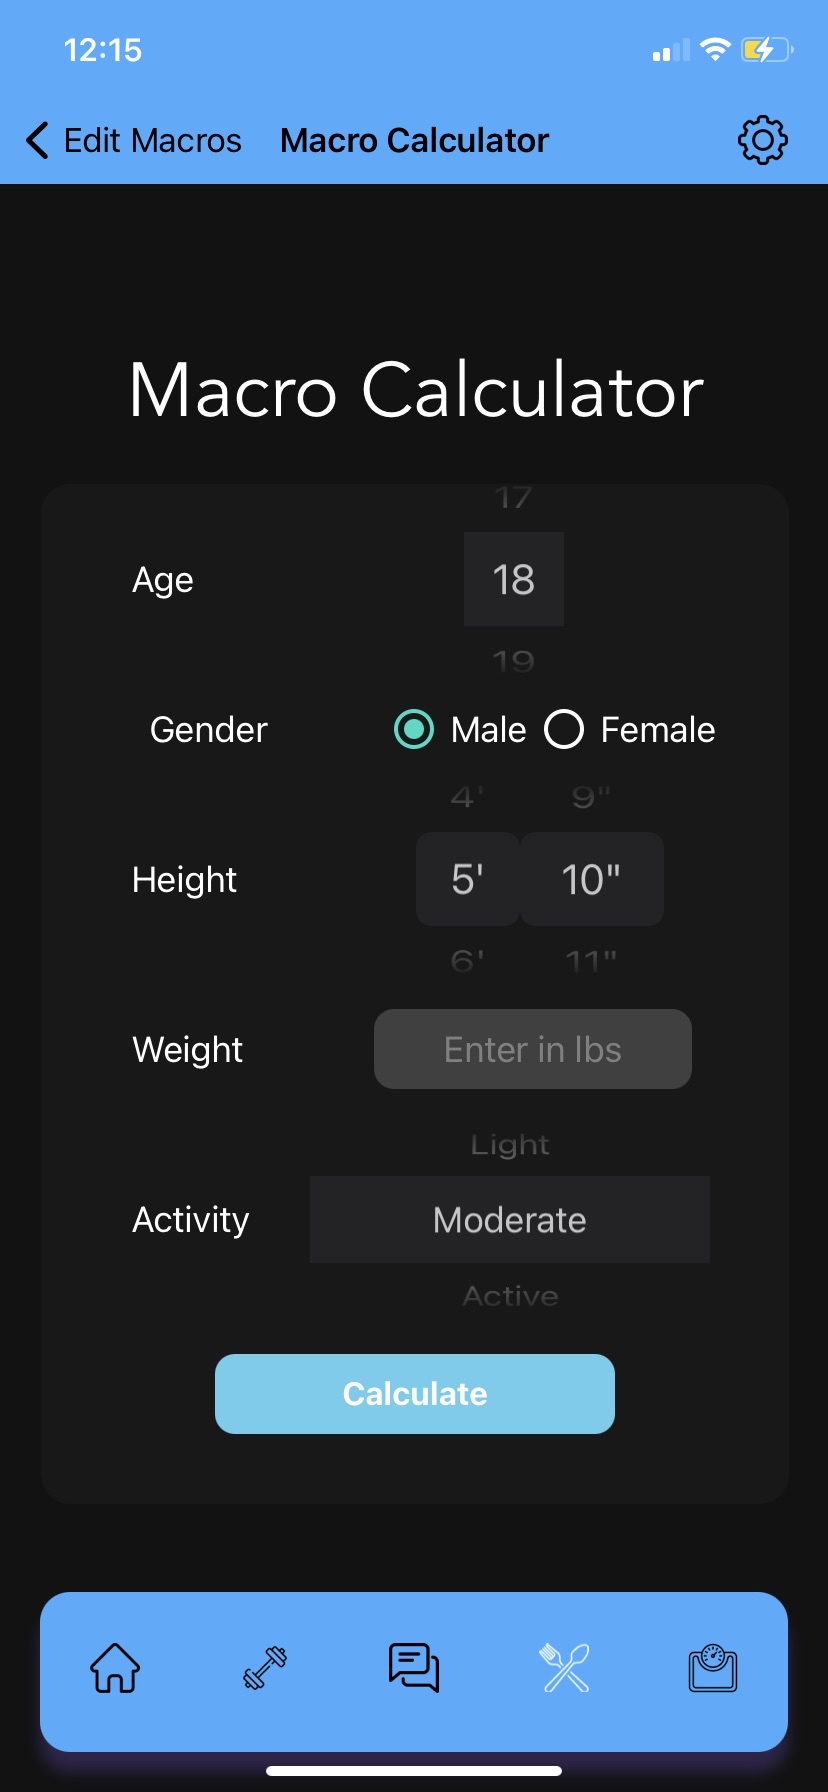 12:15
Edit Macros Macro Calculator
Macro Calculator
17
Age 18
19
Gender Male Female
4' 9"
Height 5' 10"
6' 11"
Weight Enter in lbs
Light
Activity Moderate
Active
Calculate